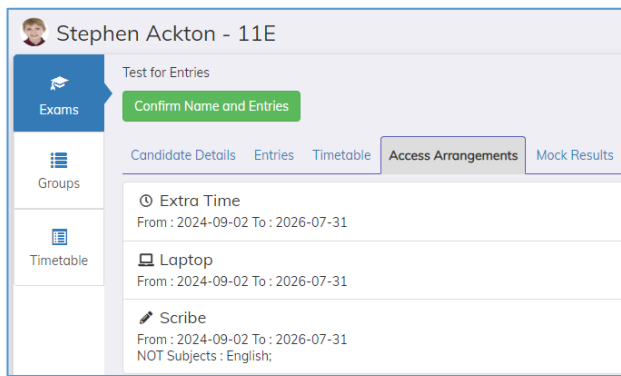 Stephen Ackton - 11E
Exams
Groups
Timetable
Test for Entries
Confirm Name and Entries
Candidate Details Entries Timetable Access Arrangements Mock Results
Extra Time
From : 2024-09-02 To : 2026-07-31
Laptop
From : 2024-09-02 To : 2026-07-31
Scribe
From : 2024-09-02 To : 2026-07-31
NOT Subjects : English;